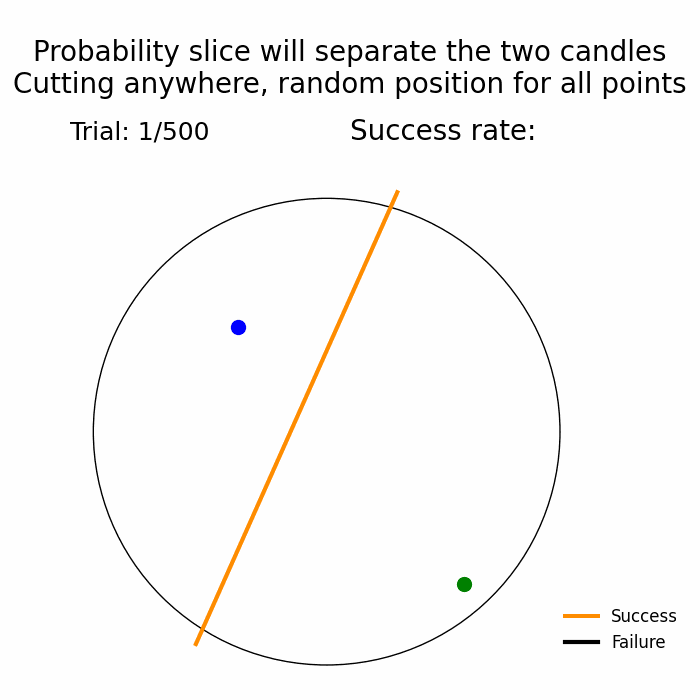 Probability slice will separate the two candles
Cutting anywhere, random position for all points
Trial: 1/500
Success rate:
Success
Failure